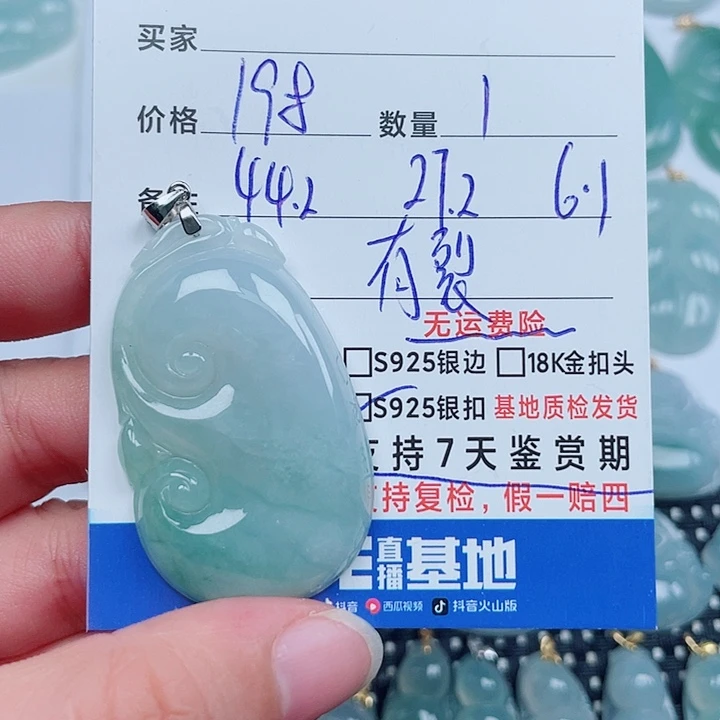 买家
价格 198 数量 1
44.2 27.2 6.1
有裂
无运费险
S925银边 18K金扣头
S925银扣 基地质检发货
支持7天鉴赏期
支持复检，假一赔四
直播基地
抖音 西瓜视频 抖音火山版